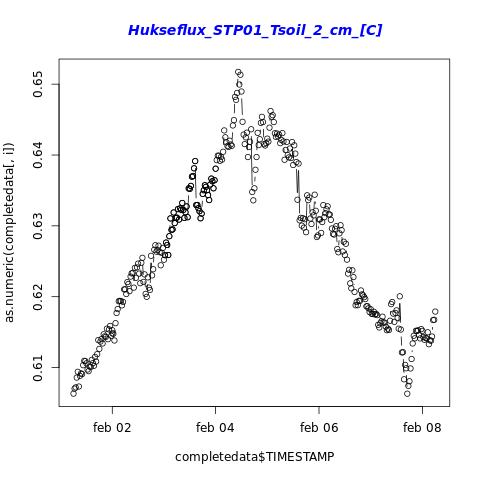 Hukseflux_STP01_Tsoil_2_cm_[C]
as.numeric(completedata[, i])
0.65
0.64
0.63
0.62
0.61
feb 02 feb 04 feb 06 feb 08
completedata$TIMESTAMP